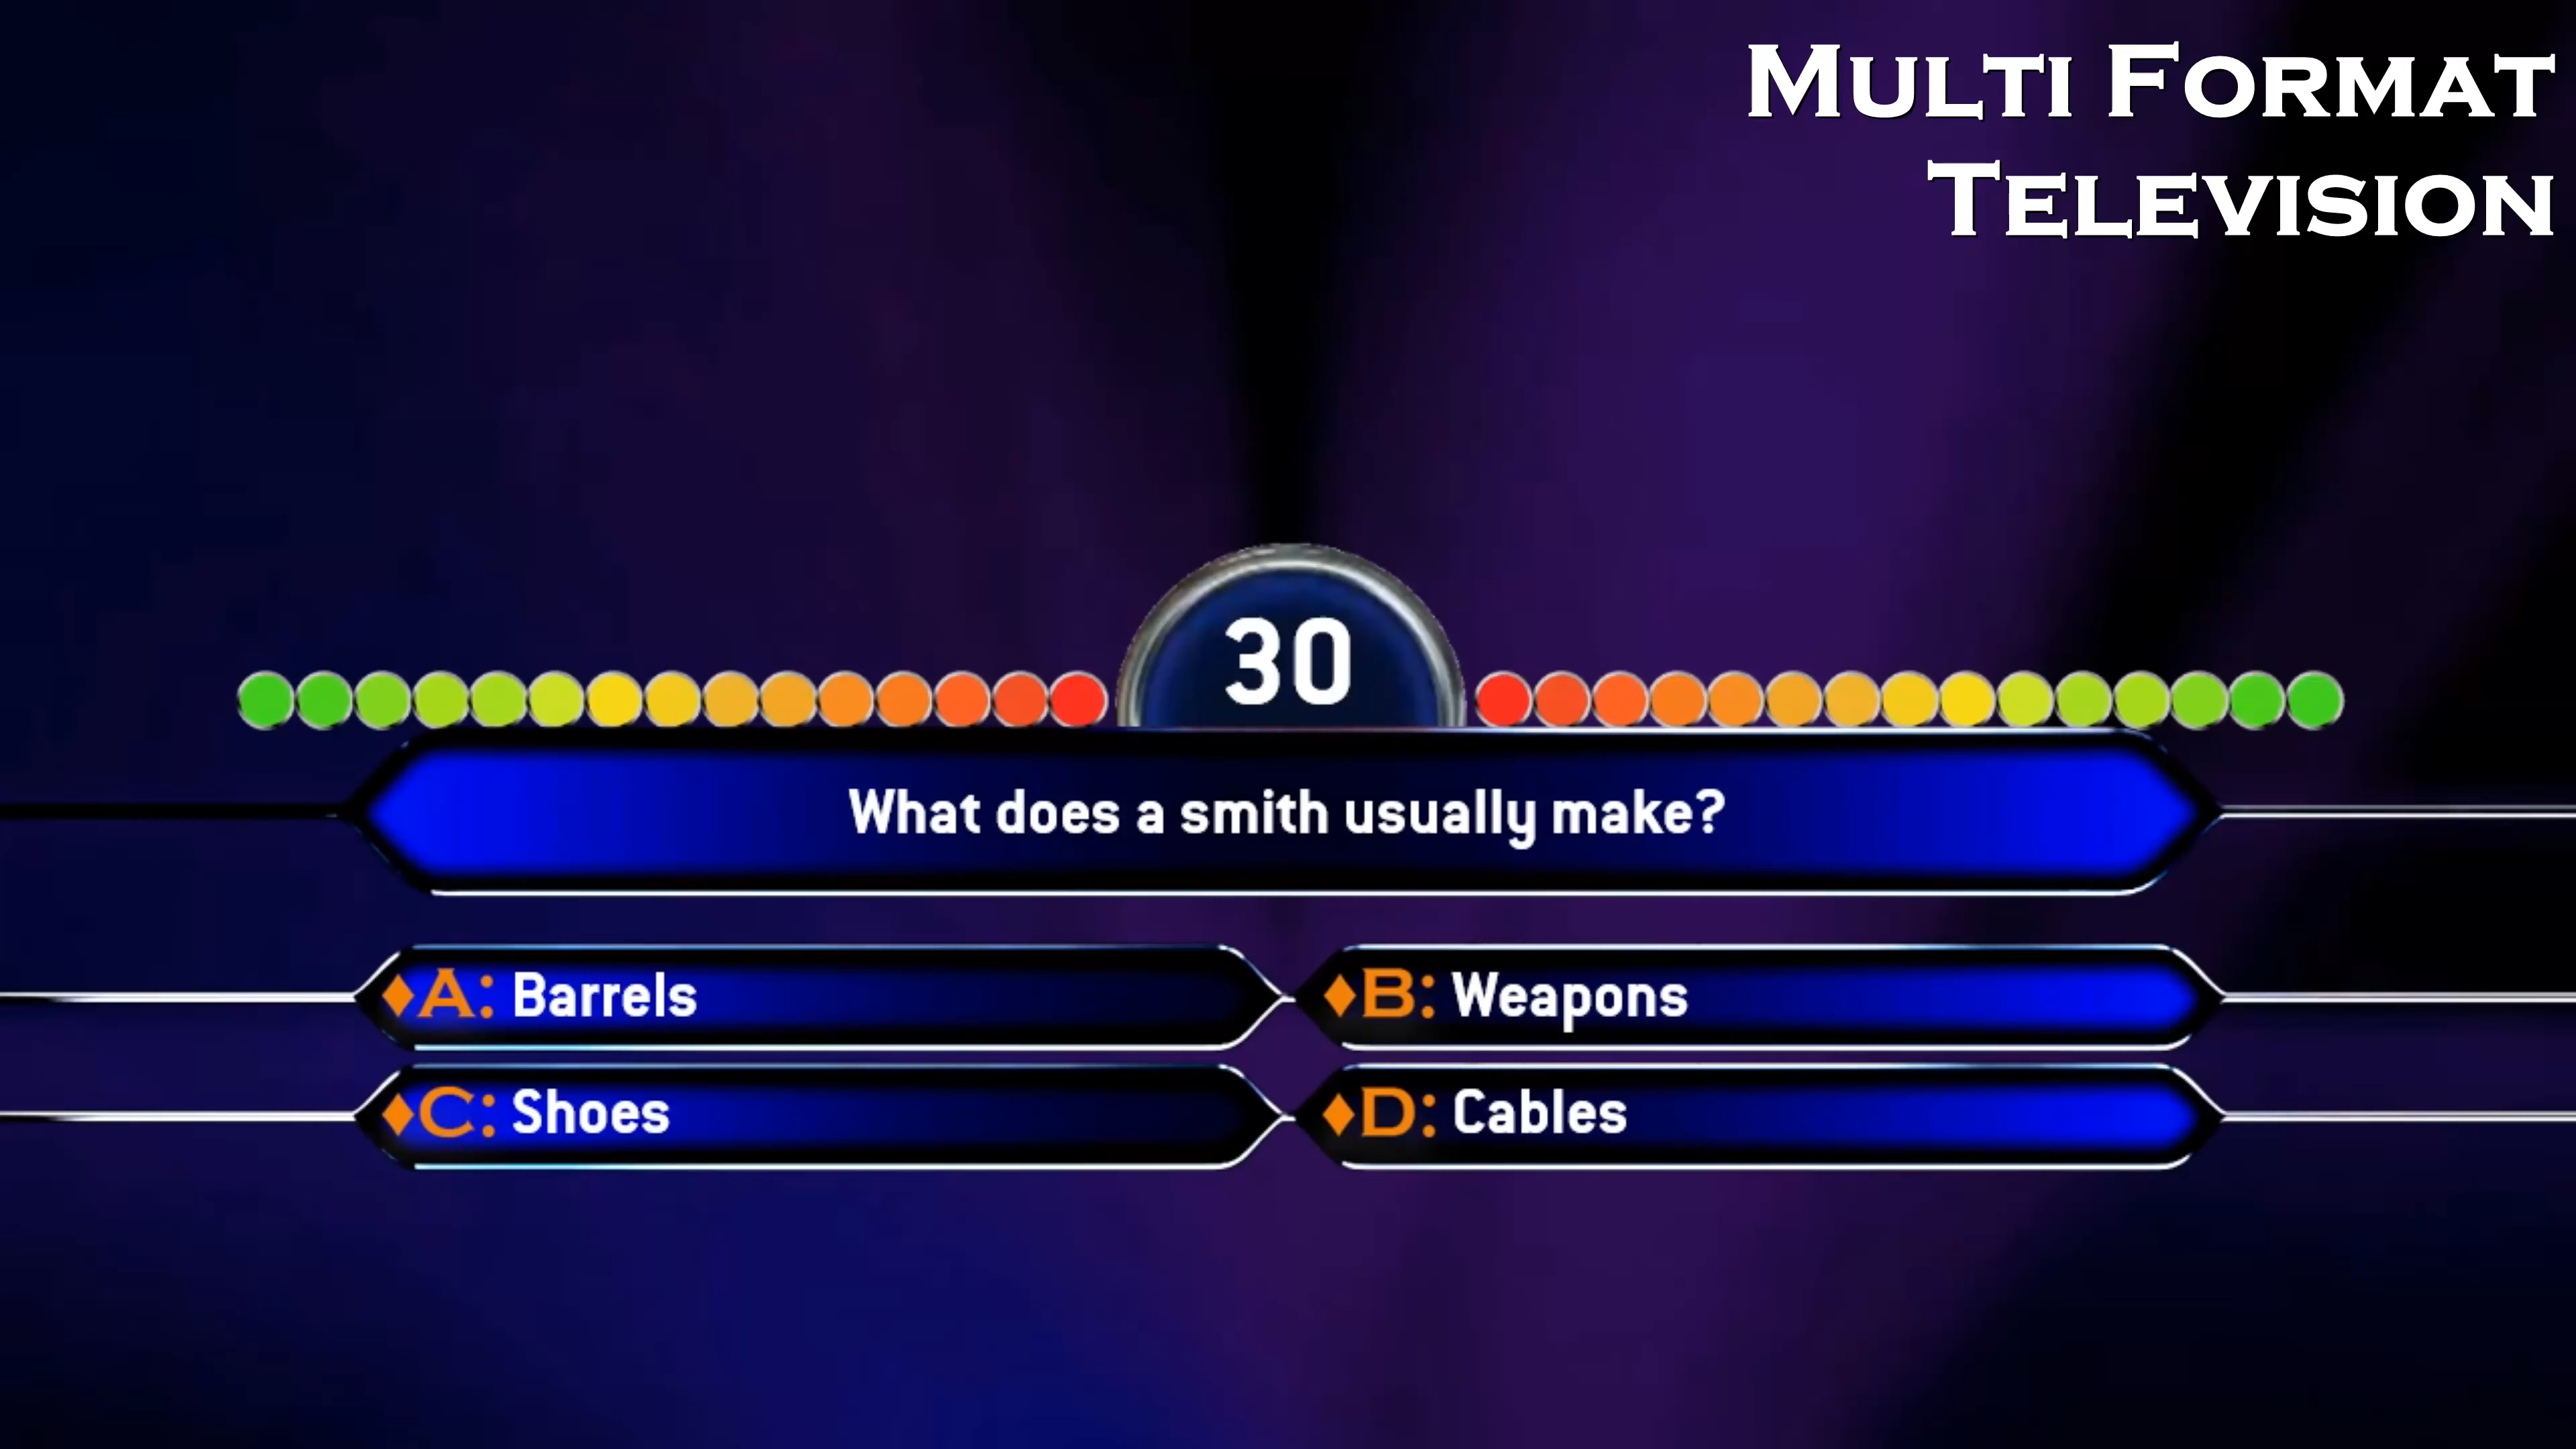 MULTI FORMAT
TELEVISION
30
What does a smith usually make?
A: Barrels
B: Weapons
C: Shoes
D: Cables